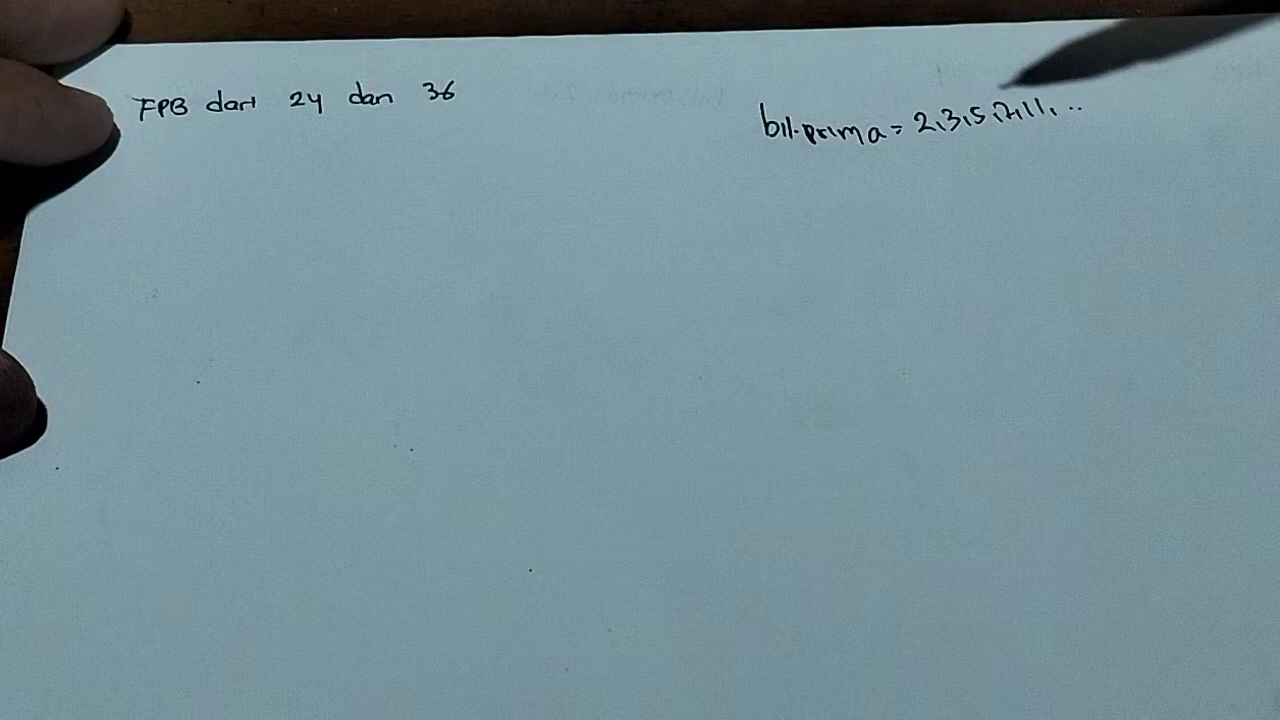 FPB dari 24 dan 36
bil.prima = 2,3,5,7,11, ..